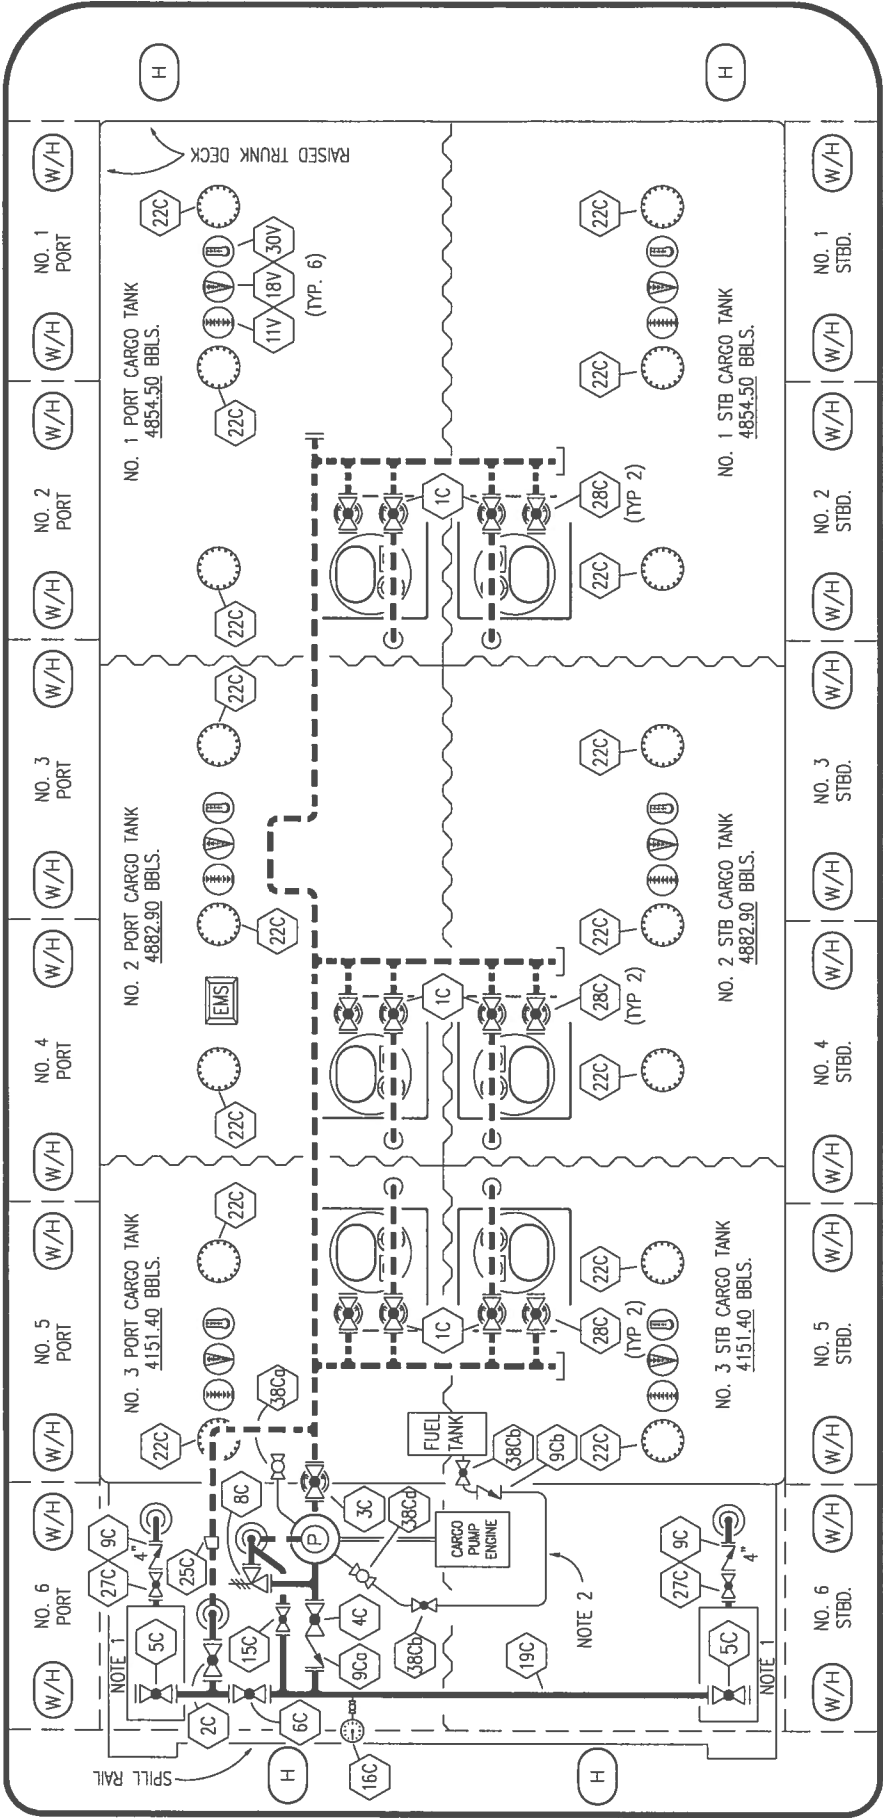 H
H
RAISED TRUNK DECK
W/H
NO. 1
PORT
W/H
W/H
NO. 2
PORT
W/H
W/H
NO. 3
PORT
W/H
W/H
NO. 4
PORT
W/H
W/H
NO. 5
PORT
W/H
W/H
NO. 6
PORT
W/H
NO. 1 PORT CARGO TANK
4854.50 BBLS.
22C
30V
18V
11V
(TYP. 6)
22C
22C
1C
28C
(TYP 2)
NO. 1 STB CARGO TANK
4854.50 BBLS.
22C
22C
22C
NO. 2 PORT CARGO TANK
4882.90 BBLS.
22C
22C
EMS
22C
1C
28C
(TYP 2)
NO. 2 STB CARGO TANK
4882.90 BBLS.
22C
22C
22C
NO. 3 PORT CARGO TANK
4151.40 BBLS.
22C
22C
1C
28C
(TYP 2)
NO. 3 STB CARGO TANK
4151.40 BBLS.
22C
22C
38Ca
FUEL
TANK
38Cb
9Cb
8C
P
3C
38Ca
CARGO
PUMP
ENGINE
NOTE 2
9C
4"
27C
25C
NOTE 1
5C
15C
4C
9Ca
38Cb
2C
6C
16C
19C
9C
4"
27C
5C
NOTE 1
SPILL RAIL
H
H
W/H
NO. 1
STBD.
W/H
W/H
NO. 2
STBD.
W/H
W/H
NO. 3
STBD.
W/H
W/H
NO. 4
STBD.
W/H
W/H
NO. 5
STBD.
W/H
W/H
NO. 6
STBD.
W/H